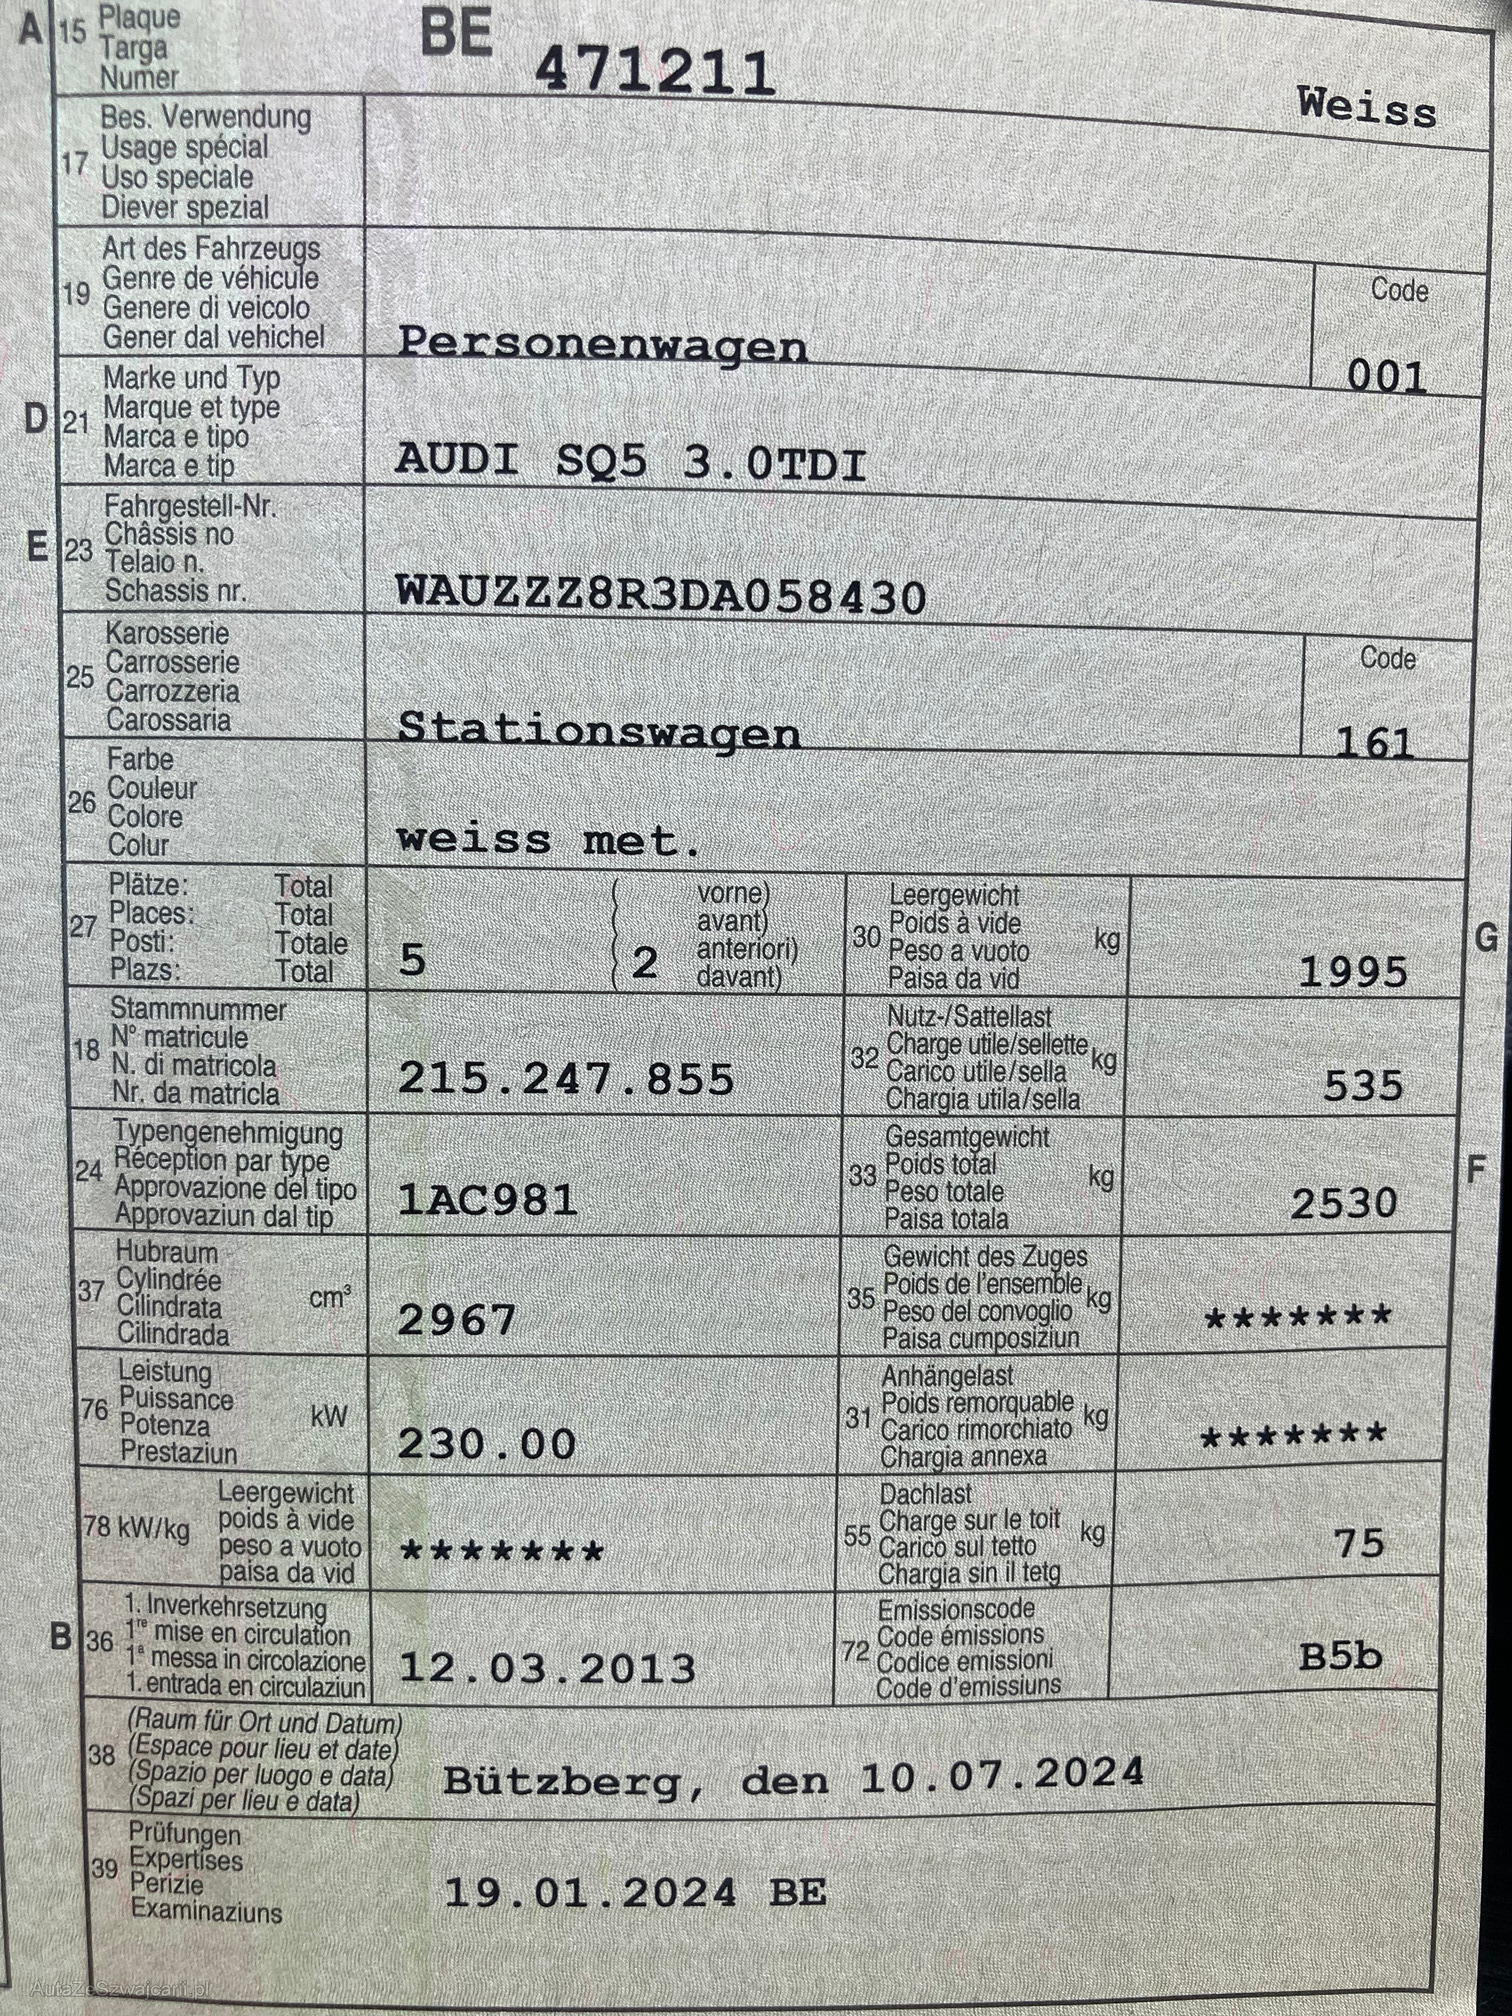 A 15 Plaque
Targa
Numer
BE 471211
Weiss
17 Bes. Verwendung
Usage spécial
Uso speciale
Diever spezial
19 Art des Fahrzeugs
Genre de véhicule
Genere di veicolo
Gener dal vehichel
Personenwagen
Code
001
D 21 Marke und Typ
Marque et type
Marca e tipo
Marca e tip
AUDI SQ5 3.0TDI
E 23 Fahrgestell-Nr.
Châssis no
Telaio n.
Schassis nr.
WAUZZZ8R3DA058430
25 Karosserie
Carrosserie
Carrozzeria
Carossaria
Stationswagen
Code
161
26 Farbe
Couleur
Colore
Colur
weiss met.
27 Plätze: Total
Places: Total
Posti: Totale
Plazs: Total
5
( 2 vorne)
avant)
anteriori)
davant)
30 Leergewicht
Poids à vide
Peso a vuoto
Paisa da vid
kg
1995
G
18 Stammnummer
N° matricule
N. di matricola
Nr. da matricla
215.247.855
32 Nutz-/Sattellast
Charge utile/sellette
Carico utile/sella
Chargia utila/sella
kg
535
24 Typengenehmigung
Réception par type
Approvazione del tipo
Approvaziun dal tip
1AC981
33 Gesamtgewicht
Poids total
Peso totale
Paisa totala
kg
2530
F
37 Hubraum
Cylindrée
Cilindrata
Cilindrada
cm³
2967
35 Gewicht des Zuges
Poids de l'ensemble
Peso del convoglio
Paisa cumposiziun
kg
*******
76 Leistung
Puissance
Potenza
Prestaziun
kW
230.00
31 Anhängelast
Poids remorquable
Carico rimorchiato
Chargia annexa
kg
*******
78 kW/kg
Leergewicht
poids à vide
peso a vuoto
paisa da vid
*******
55 Dachlast
Charge sur le toit
Carico sul tetto
Chargia sin il tetg
kg
75
B 36 1. Inverkehrsetzung
1re mise en circulation
1a messa in circolazione
1. entrada en circulaziun
12.03.2013
72 Emissionscode
Code émissions
Codice emissioni
Code d'emissiuns
B5b
38 (Raum für Ort und Datum)
(Espace pour lieu et date)
(Spazio per luogo e data)
(Spazi per lieu e data)
Bützberg, den 10.07.2024
39 Prüfungen
Expertises
Perizie
Examinaziuns
19.01.2024 BE
AutaZeSzwajcarii.pl